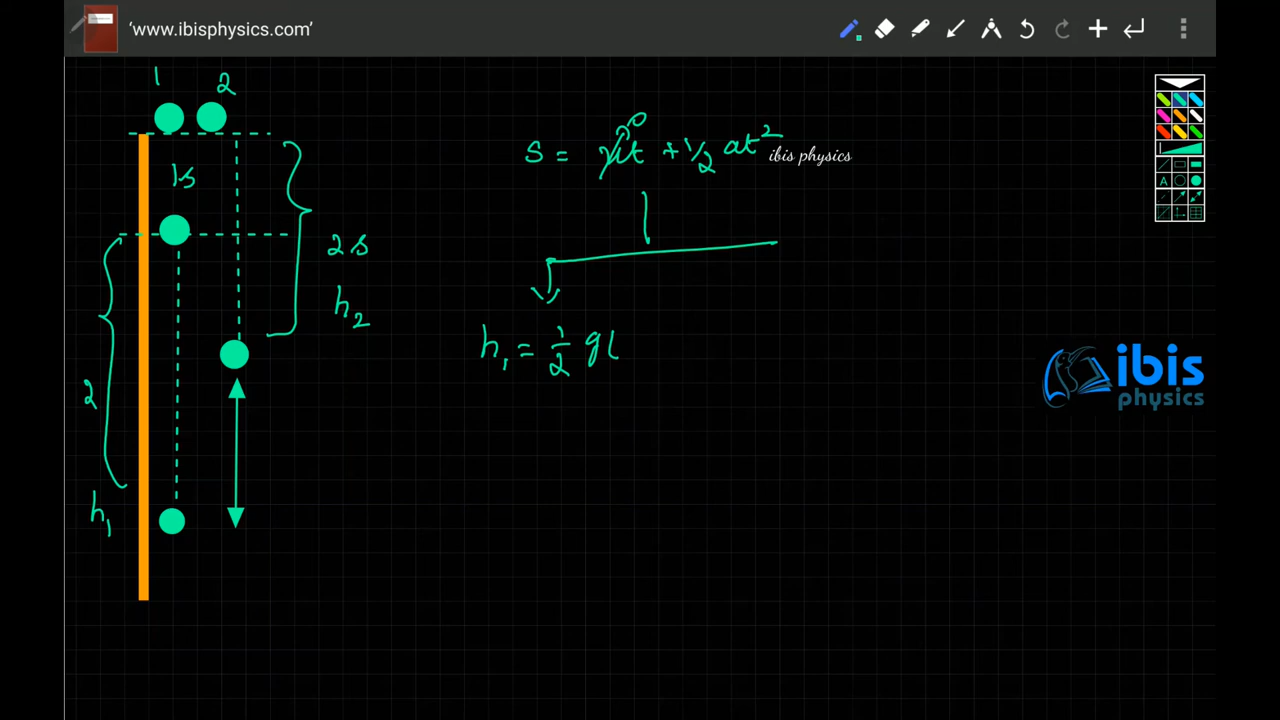 ‘www.ibisphysics.com’
1 2
1s
2s
h₂
2
h₁
s = ut⁰ + 1/2 at²
ibis physics
h₁ = 1/2 g(
ibis
physics
A